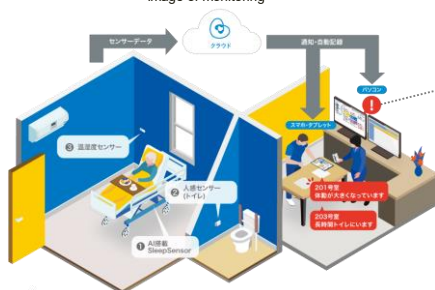 image of monitoring
センサーデータ
クラウド
通知・自動記録
パソコン
スマホ・タブレット
❸ 温湿度センサー
❷ 人感センサー
(トイレ)
❶ AI搭載
SleepSensor
201号室
体動が大きくなっています
203号室
長時間トイレにいます